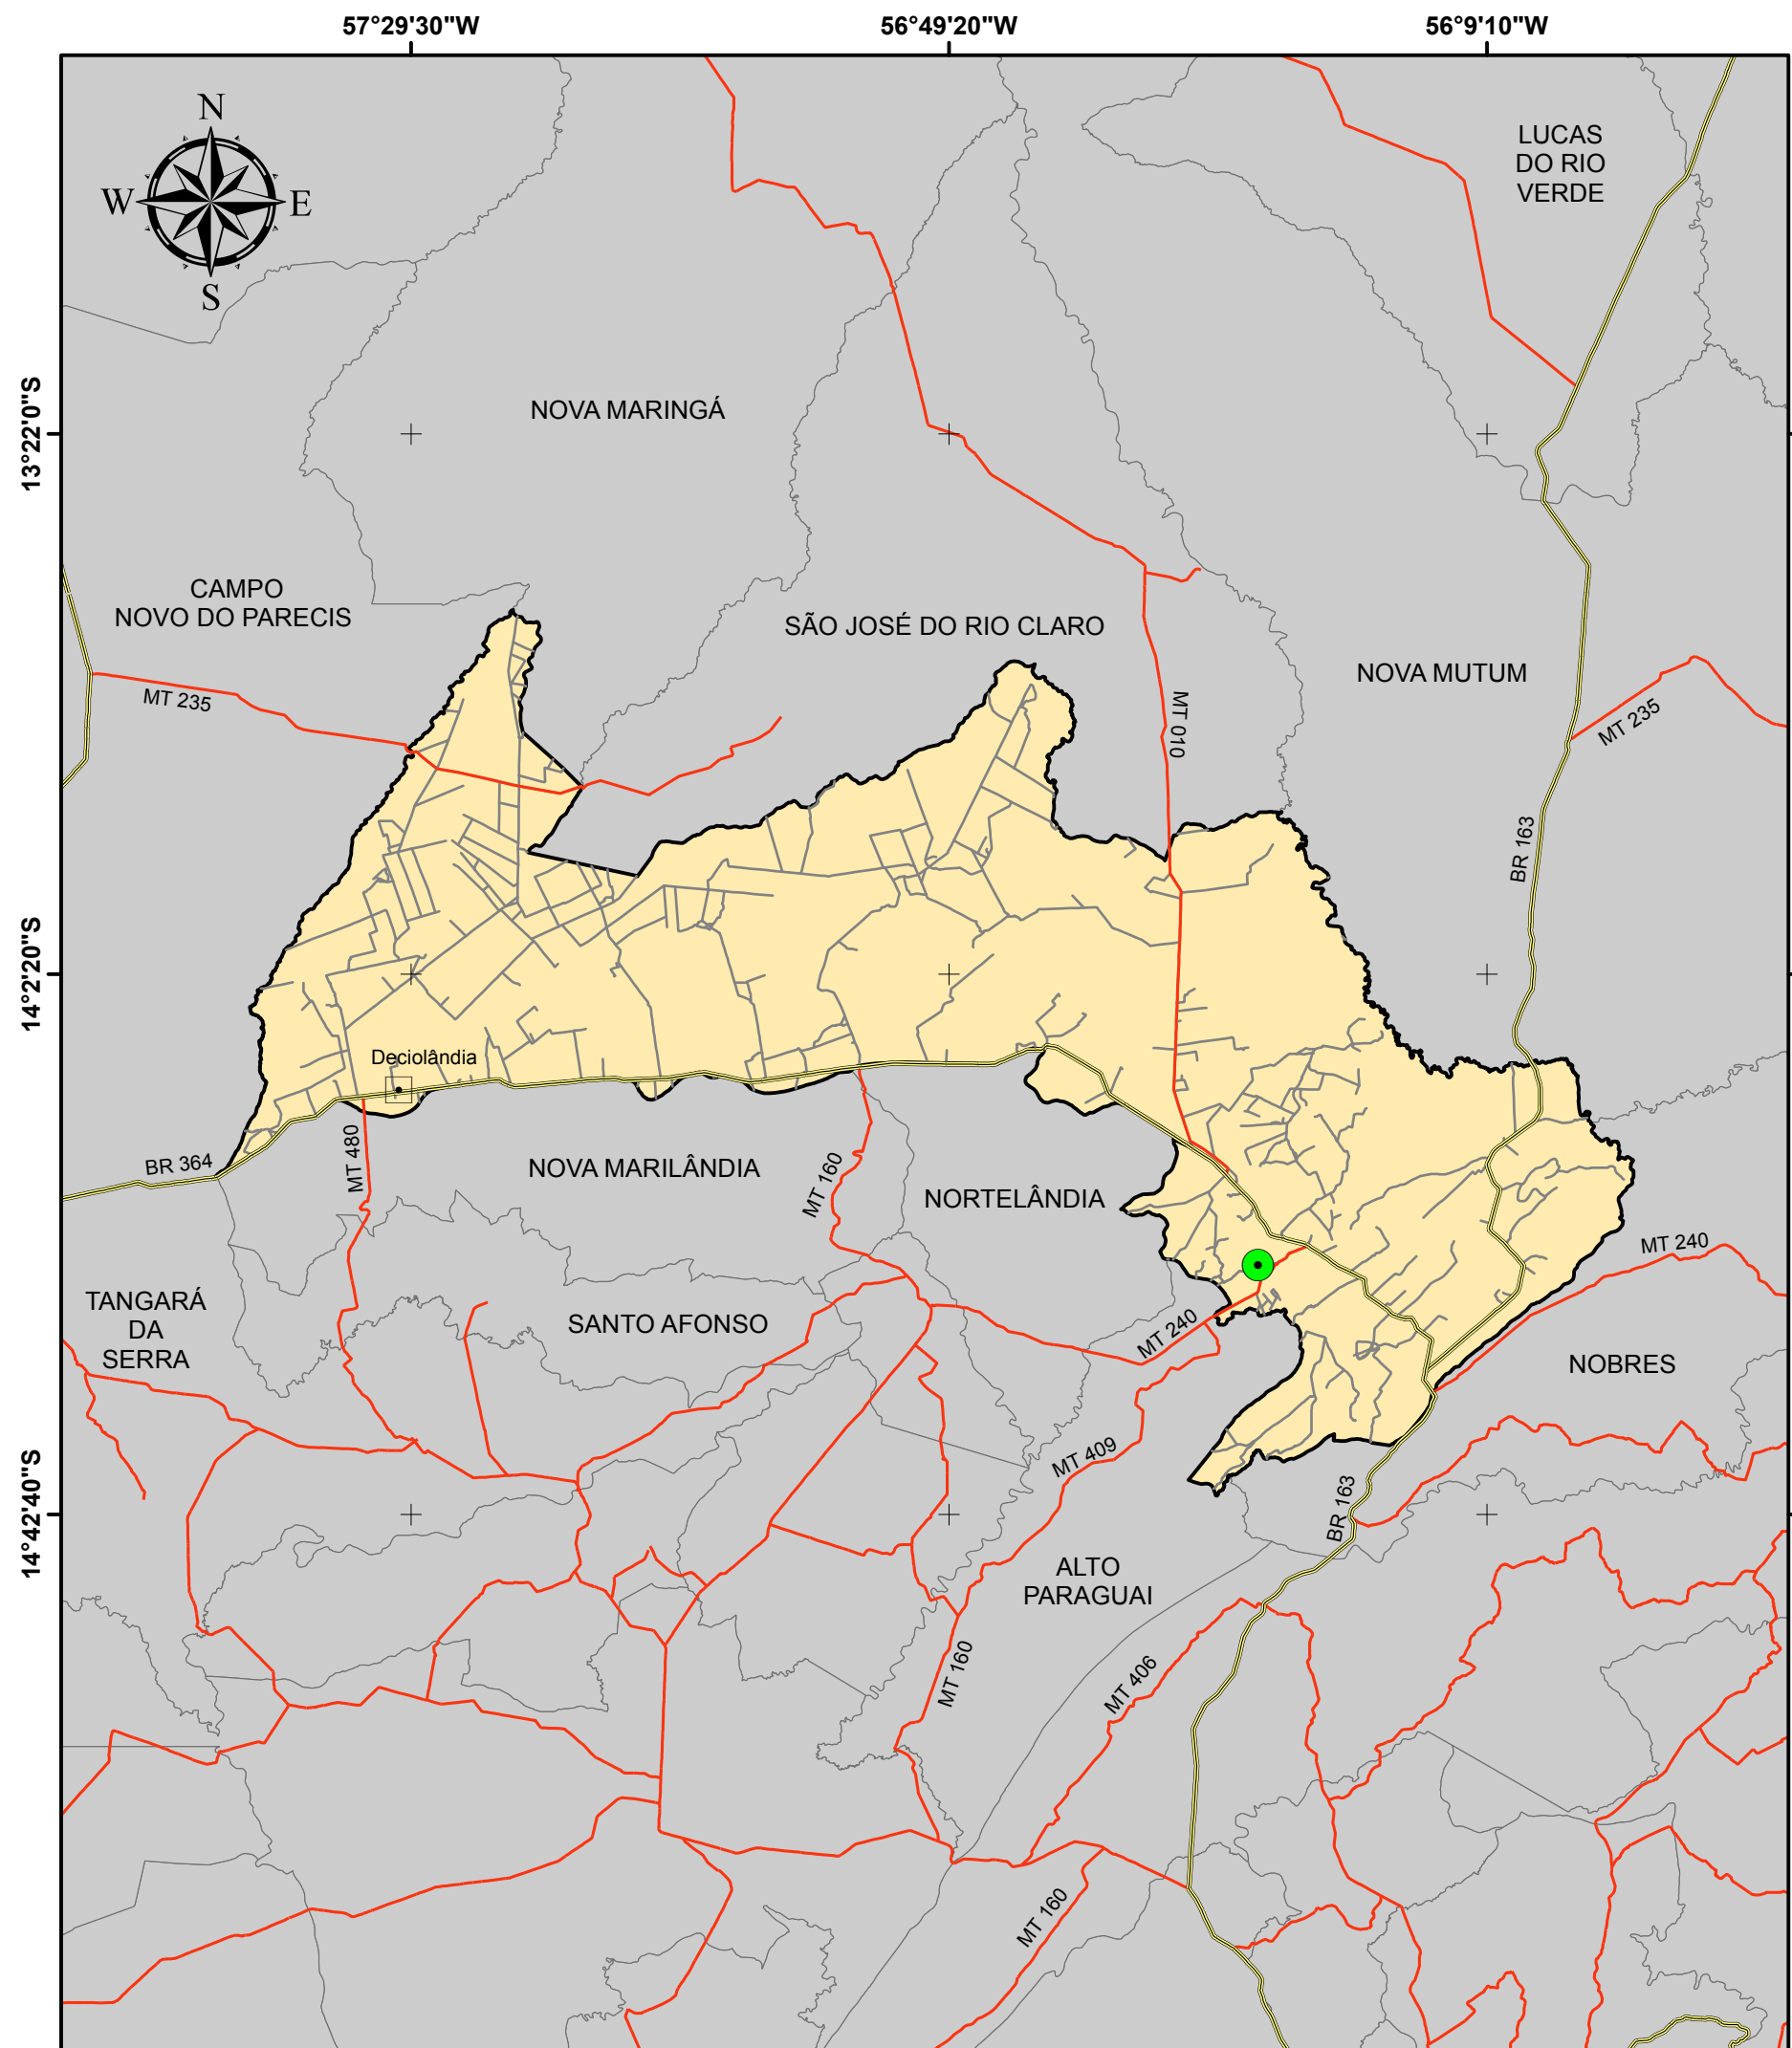 57°29'30"W
56°49'20"W
56°9'10"W
N
W
E
S
LUCAS
DO RIO
VERDE
NOVA MARINGÁ
13°22'0"S
CAMPO
NOVO DO PARECIS
SÃO JOSÉ DO RIO CLARO
NOVA MUTUM
MT 235
MT 010
MT 235
BR 163
14°2'20"S
Deciolândia
BR 364
MT 480
NOVA MARILÂNDIA
MT 160
NORTELÂNDIA
MT 240
TANGARÁ
DA
SERRA
SANTO AFONSO
MT 240
NOBRES
MT 409
BR 163
14°42'40"S
ALTO
PARAGUAI
MT 160
MT 406
MT 160